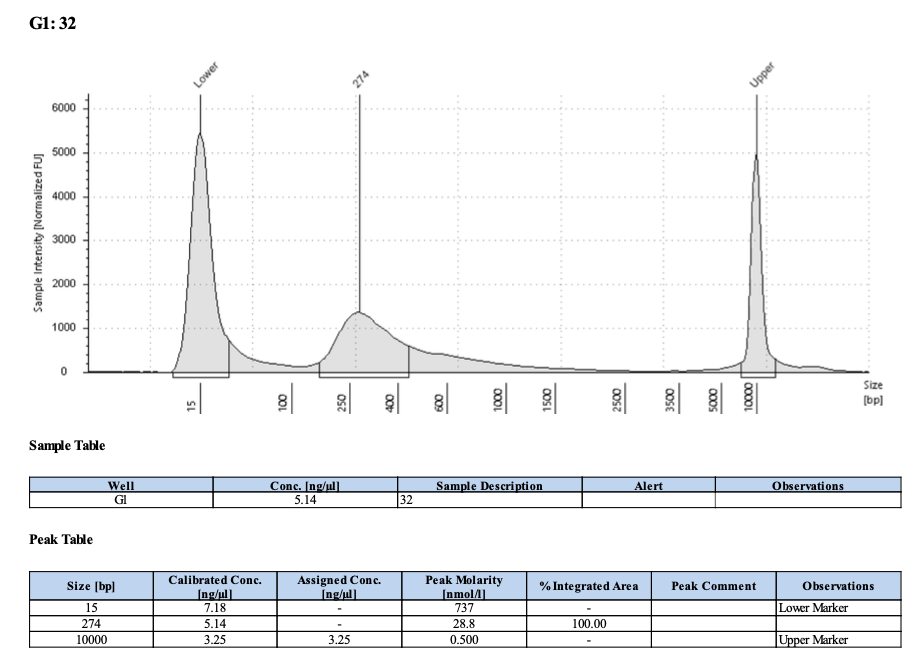 G1: 32
Lower
274
Upper
Sample Intensity [Normalized FU]
6000
5000
4000
3000
2000
1000
0
15
100
250
400
600
1000
1500
2500
3500
5000
10000
Size
[bp]
Sample Table
Well Conc. [ng/µl] Sample Description Alert Observations
G1 5.14 32
Peak Table
Size [bp] Calibrated Conc. [ng/µl] Assigned Conc. [ng/µl] Peak Molarity [nmol/l] % Integrated Area Peak Comment Observations
15 7.18 - 737 - Lower Marker
274 5.14 - 28.8 100.00
10000 3.25 3.25 0.500 - Upper Marker